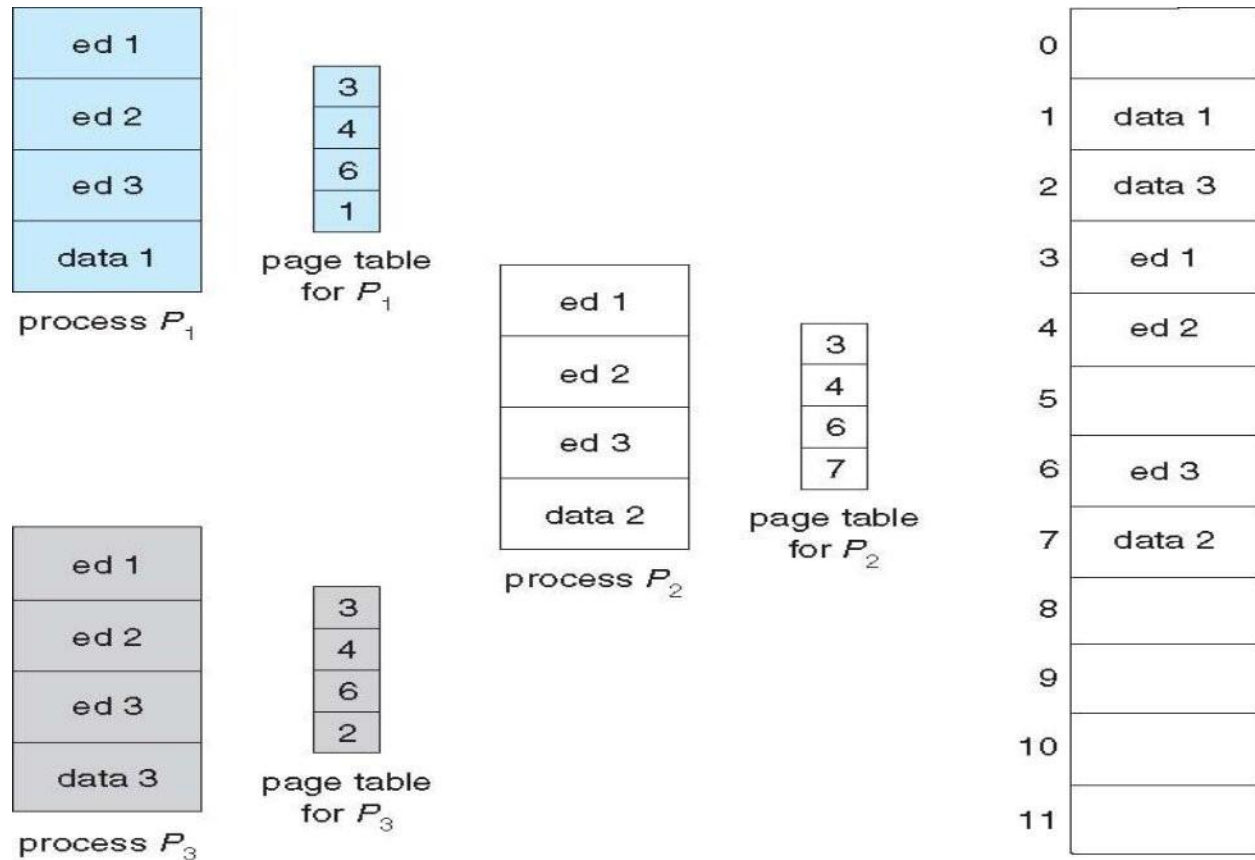 ed 1
ed 2
ed 3
data 1
process P1
3
4
6
1
page table
for P1
ed 1
ed 2
ed 3
data 2
process P2
3
4
6
7
page table
for P2
ed 1
ed 2
ed 3
data 3
process P3
3
4
6
2
page table
for P3
0
1 data 1
2 data 3
3 ed 1
4 ed 2
5
6 ed 3
7 data 2
8
9
10
11